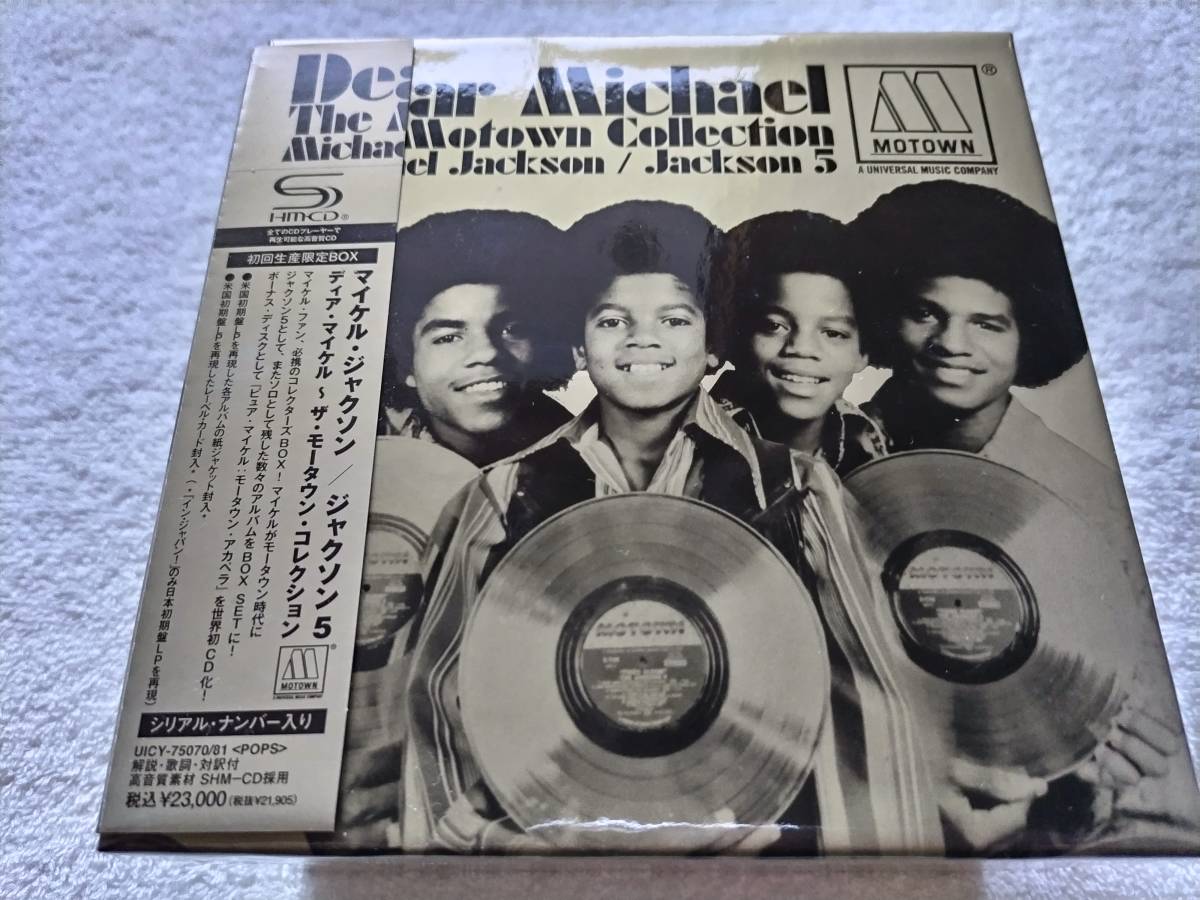 Dear Michael
The Motown Collection
Michael Jackson / Jackson 5
MOTOWN
A UNIVERSAL MUSIC COMPANY
HM-CD
全てのCDプレーヤーで
再生可能な高音質CD
初回生産限定BOX
マイケル・ジャクソン/ジャクソン5
ディア・マイケル～ザ・モータウン・コレクション
マイケル・ファン、必携のコレクターズBOX!マイケルがモータウン時代に
ジャクソン5として、またソロとして残した数々のアルバムをBOX SETに!
ボーナス・ディスクとして「ピュア・マイケル:モータウン・アカペラ」を世界初CD化!
●米国初期盤LPを再現した各アルバムの紙ジャケット封入。
●米国初期盤LPを再現したレーベル・カード封入。(・「イン・ジャパン!」のみ日本初期盤LPを再現)
MOTOWN
A UNIVERSAL MUSIC COMPANY
シリアル・ナンバー入り
UICY-75070/81 <POPS>
解説・歌詞・対訳付
高音質素材 SHM-CD採用
税込¥23,000(税抜¥21,905)
MOTOWN
MOTOWN